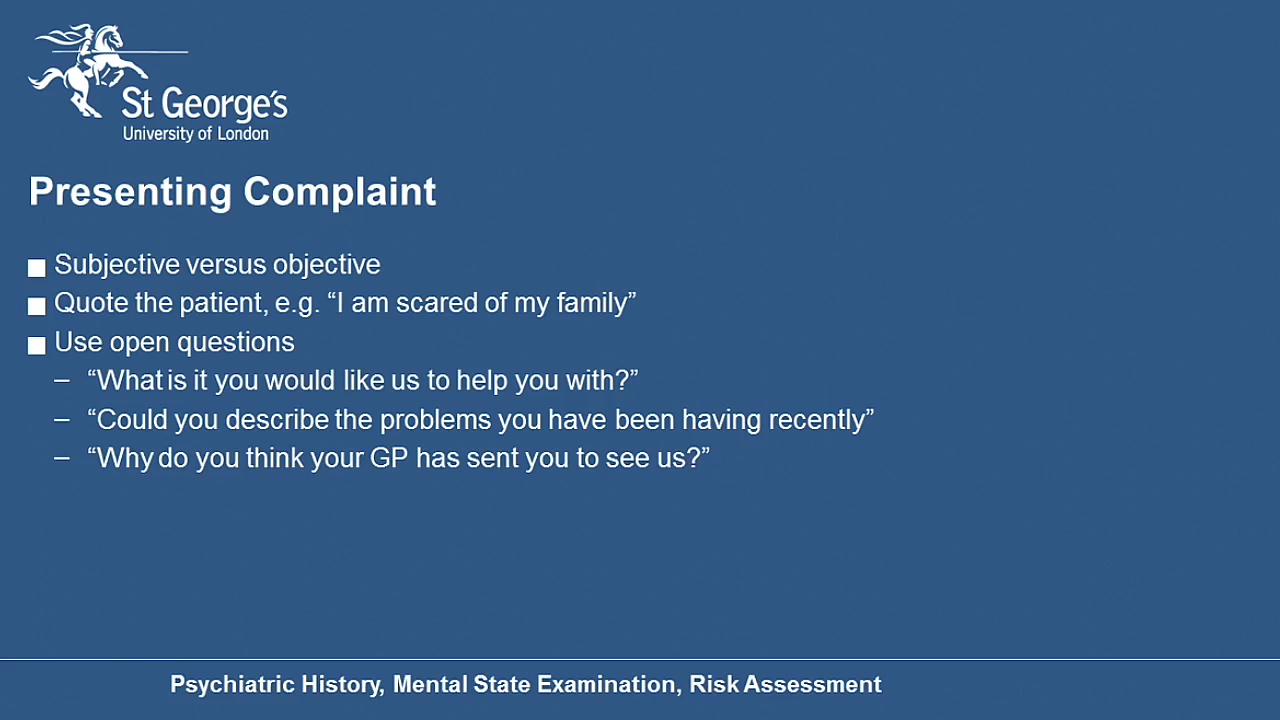 St George's
University of London
Presenting Complaint
Subjective versus objective
Quote the patient, e.g. “I am scared of my family”
Use open questions
– “What is it you would like us to help you with?”
– “Could you describe the problems you have been having recently”
– “Why do you think your GP has sent you to see us?”
Psychiatric History, Mental State Examination, Risk Assessment